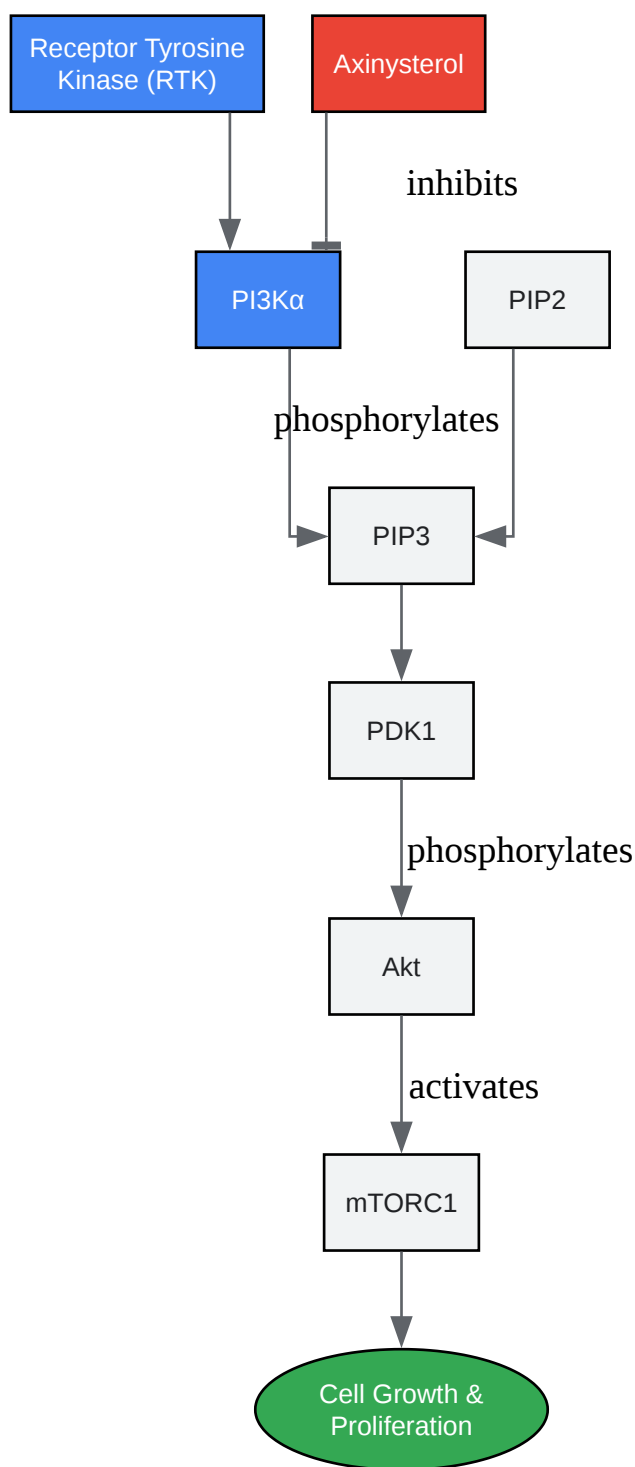 Receptor Tyrosine
Kinase (RTK)
Axinysterol
inhibits
PI3Kα
PIP2
phosphorylates
PIP3
PDK1
phosphorylates
Akt
activates
mTORC1
Cell Growth &
Proliferation